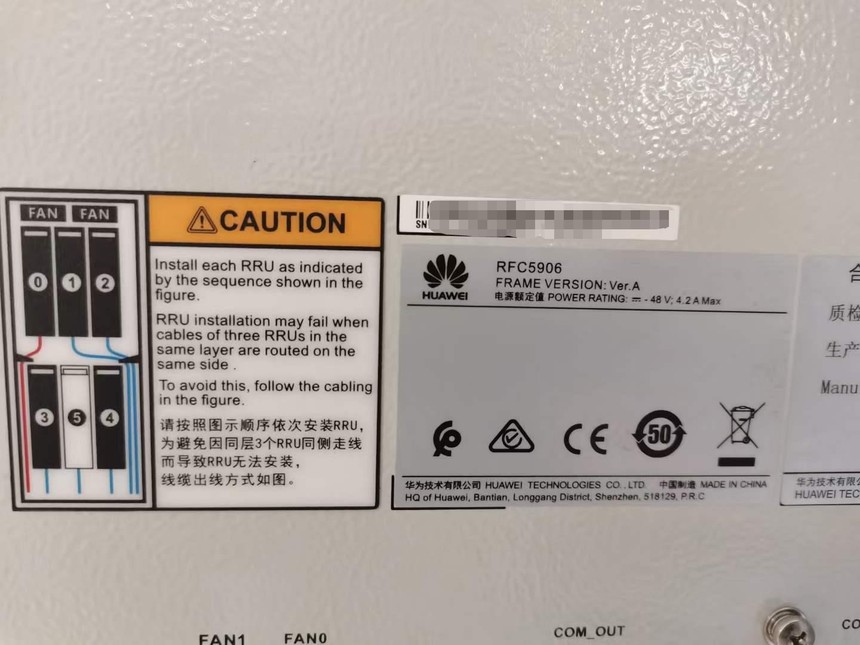 FAN FAN
0 1 2
3 5 4
CAUTION
Install each RRU as indicated
by the sequence shown in the
figure.
RRU installation may fail when
cables of three RRUs in the
same layer are routed on the
same side .
To avoid this, follow the cabling
in the figure.
请按照图示顺序依次安装RRU,
为避免因同层3个RRU同侧走线
而导致RRU无法安装,
线缆出线方式如图。
SN
HUAWEI
RFC5906
FRAME VERSION: Ver.A
电源额定值 POWER RATING: ⎓ - 48 V; 4.2 A Max
CE
50
华为技术有限公司 HUAWEI TECHNOLOGIES CO., LTD. 中国制造 MADE IN CHINA
HQ of Huawei, Bantian, Longgang District, Shenzhen, 518129, P.R.C
合
质检
生产
Manu
华为技术有限公
HUAWEI TEC
FAN1 FAN0 COM_OUT CO